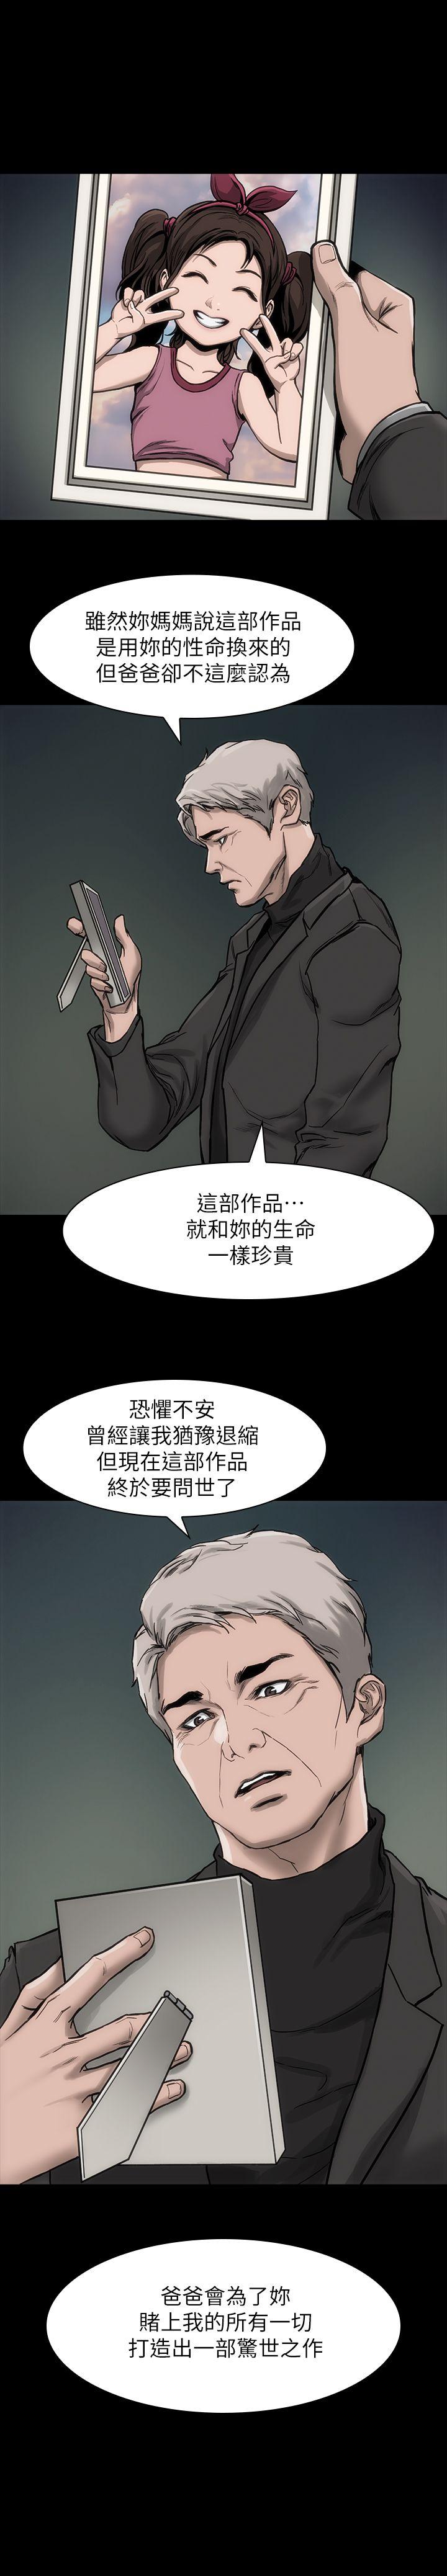 雖然妳媽媽說這部作品
是用妳的性命換來的
但爸爸卻不這麼認為
這部作品⋯
就和妳的生命
一樣珍貴
恐懼不安
曾經讓我猶豫退縮
但現在這部作品
終於要問世了
爸爸會為了妳
賭上我的所有一切
打造出一部驚世之作